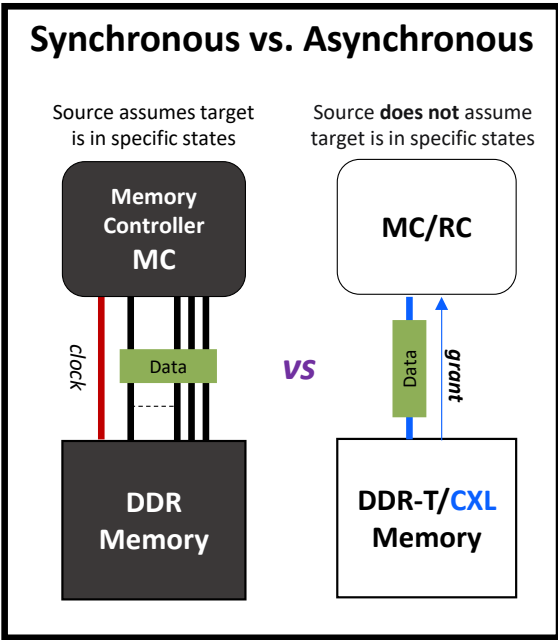 Synchronous vs. Asynchronous
Source assumes target
is in specific states
Source does not assume
target is in specific states
Memory
Controller
MC
MC/RC
clock
Data
vs
Data
grant
DDR
Memory
DDR-T/CXL
Memory